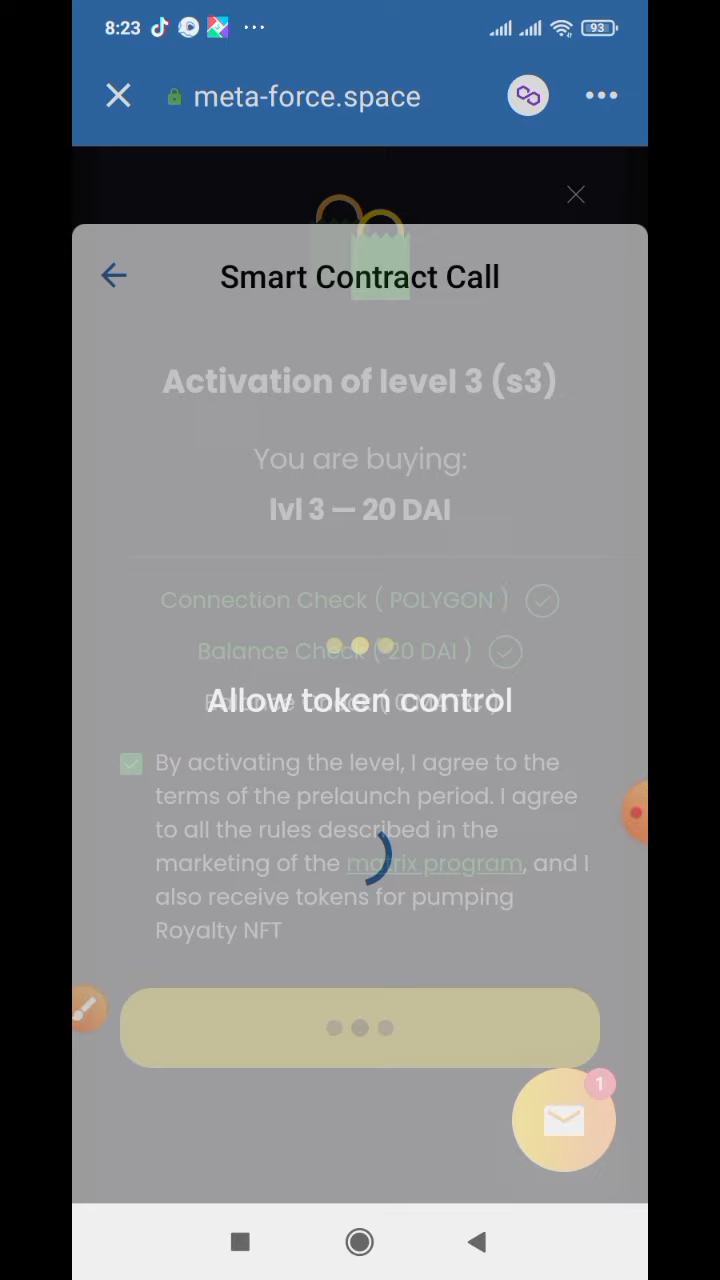 8:23
93
meta-force.space
Smart Contract Call
Activation of level 3 (s3)
You are buying:
lvl 3 — 20 DAI
Connection Check ( POLYGON )
Balance Check ( 20 DAI )
Allow token control
By activating the level, I agree to the
terms of the prelaunch period. I agree
to all the rules described in the
marketing of the matrix program, and I
also receive tokens for pumping
Royalty NFT
1